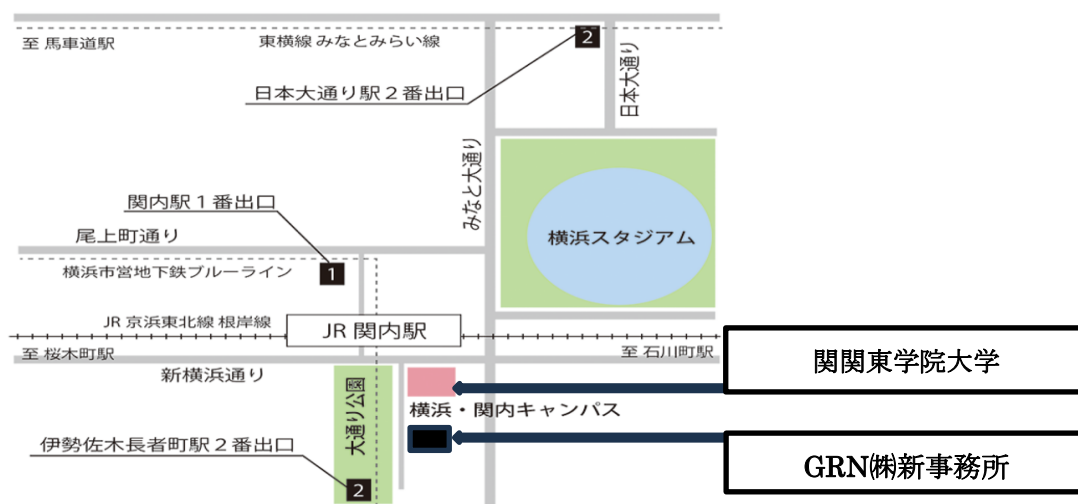 至 馬車道駅
東横線 みなとみらい線
2
日本大通り駅２番出口
日本大通り
みなと大通り
関内駅１番出口
尾上町通り
横浜スタジアム
横浜市営地下鉄ブルーライン
1
JR 京浜東北線 根岸線
JR 関内駅
至 桜木町駅
至 石川町駅
新横浜通り
関関東学院大学
大通り公園
横浜・関内キャンパス
伊勢佐木長者町駅２番出口
GRN㈱新事務所
2